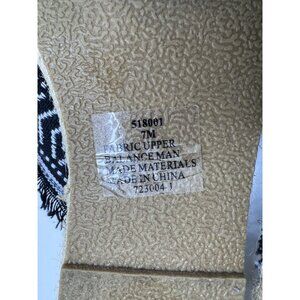 518001
7M
FABRIC UPPER
BALANCE MAN
MADE MATERIALS
MADE IN CHINA
723004 1